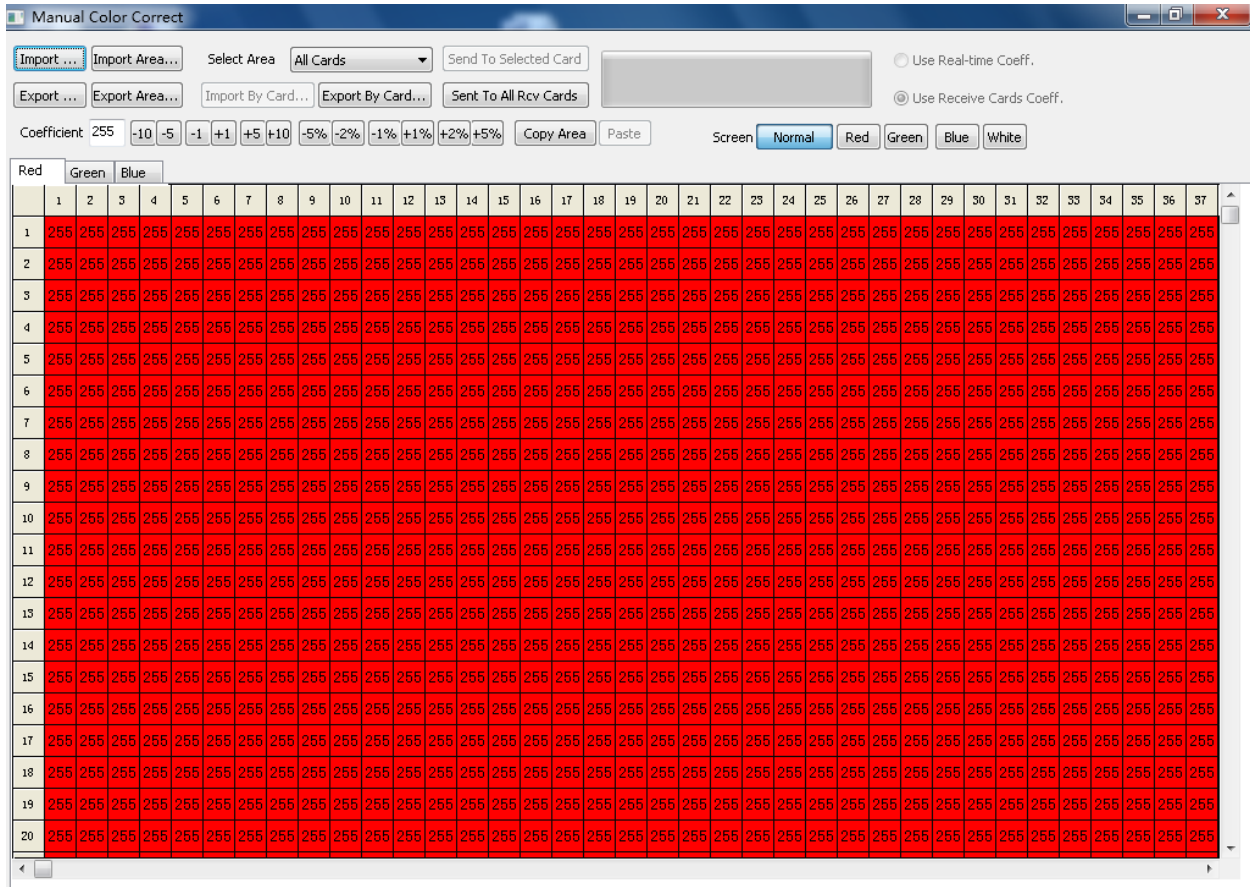 Manual Color Correct
Import ... Import Area... Select Area All Cards Send To Selected Card Use Real-time Coeff.
Export ... Export Area... Import By Card... Export By Card... Sent To All Rcv Cards Use Receive Cards Coeff.
Coefficient 255 -10 -5 -1 +1 +5 +10 -5% -2% -1% +1% +2% +5% Copy Area Paste Screen Normal Red Green Blue White
Red Green Blue
1 2 3 4 5 6 7 8 9 10 11 12 13 14 15 16 17 18 19 20 21 22 23 24 25 26 27 28 29 30 31 32 33 34 35 36 37
1 255 255 255 255 255 255 255 255 255 255 255 255 255 255 255 255 255 255 255 255 255 255 255 255 255 255 255 255 255 255 255 255 255 255 255 255 255
2 255 255 255 255 255 255 255 255 255 255 255 255 255 255 255 255 255 255 255 255 255 255 255 255 255 255 255 255 255 255 255 255 255 255 255 255 255
3 255 255 255 255 255 255 255 255 255 255 255 255 255 255 255 255 255 255 255 255 255 255 255 255 255 255 255 255 255 255 255 255 255 255 255 255 255
4 255 255 255 255 255 255 255 255 255 255 255 255 255 255 255 255 255 255 255 255 255 255 255 255 255 255 255 255 255 255 255 255 255 255 255 255 255
5 255 255 255 255 255 255 255 255 255 255 255 255 255 255 255 255 255 255 255 255 255 255 255 255 255 255 255 255 255 255 255 255 255 255 255 255 255
6 255 255 255 255 255 255 255 255 255 255 255 255 255 255 255 255 255 255 255 255 255 255 255 255 255 255 255 255 255 255 255 255 255 255 255 255 255
7 255 255 255 255 255 255 255 255 255 255 255 255 255 255 255 255 255 255 255 255 255 255 255 255 255 255 255 255 255 255 255 255 255 255 255 255 255
8 255 255 255 255 255 255 255 255 255 255 255 255 255 255 255 255 255 255 255 255 255 255 255 255 255 255 255 255 255 255 255 255 255 255 255 255 255
9 255 255 255 255 255 255 255 255 255 255 255 255 255 255 255 255 255 255 255 255 255 255 255 255 255 255 255 255 255 255 255 255 255 255 255 255 255
10 255 255 255 255 255 255 255 255 255 255 255 255 255 255 255 255 255 255 255 255 255 255 255 255 255 255 255 255 255 255 255 255 255 255 255 255 255
11 255 255 255 255 255 255 255 255 255 255 255 255 255 255 255 255 255 255 255 255 255 255 255 255 255 255 255 255 255 255 255 255 255 255 255 255 255
12 255 255 255 255 255 255 255 255 255 255 255 255 255 255 255 255 255 255 255 255 255 255 255 255 255 255 255 255 255 255 255 255 255 255 255 255 255
13 255 255 255 255 255 255 255 255 255 255 255 255 255 255 255 255 255 255 255 255 255 255 255 255 255 255 255 255 255 255 255 255 255 255 255 255 255
14 255 255 255 255 255 255 255 255 255 255 255 255 255 255 255 255 255 255 255 255 255 255 255 255 255 255 255 255 255 255 255 255 255 255 255 255 255
15 255 255 255 255 255 255 255 255 255 255 255 255 255 255 255 255 255 255 255 255 255 255 255 255 255 255 255 255 255 255 255 255 255 255 255 255 255
16 255 255 255 255 255 255 255 255 255 255 255 255 255 255 255 255 255 255 255 255 255 255 255 255 255 255 255 255 255 255 255 255 255 255 255 255 255
17 255 255 255 255 255 255 255 255 255 255 255 255 255 255 255 255 255 255 255 255 255 255 255 255 255 255 255 255 255 255 255 255 255 255 255 255 255
18 255 255 255 255 255 255 255 255 255 255 255 255 255 255 255 255 255 255 255 255 255 255 255 255 255 255 255 255 255 255 255 255 255 255 255 255 255
19 255 255 255 255 255 255 255 255 255 255 255 255 255 255 255 255 255 255 255 255 255 255 255 255 255 255 255 255 255 255 255 255 255 255 255 255 255
20 255 255 255 255 255 255 255 255 255 255 255 255 255 255 255 255 255 255 255 255 255 255 255 255 255 255 255 255 255 255 255 255 255 255 255 255 255